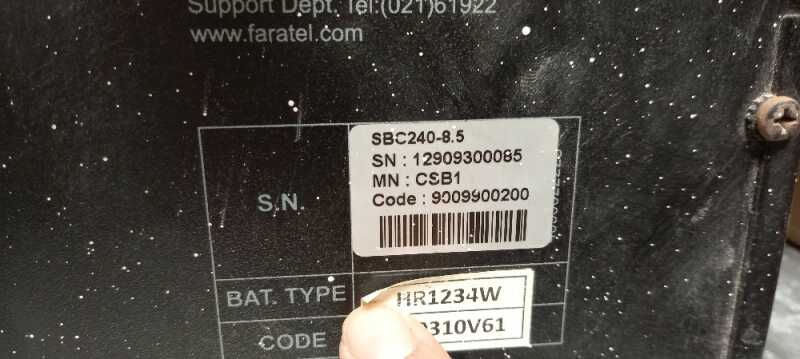 Support Dept. Tel:(021)61922
www.faratel.com
S.N.
SBC240-8.5
SN : 12909300085
MN : CSB1
Code : 9009900200
BAT. TYPE
HR1234W
CODE
310V61